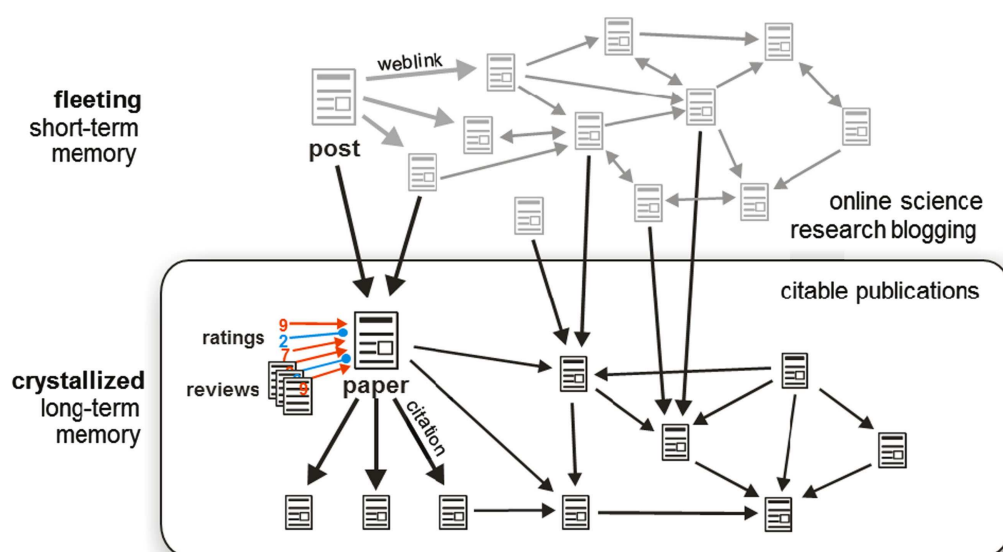 weblink
fleeting
short-term
memory
post
online science
research blogging
citable publications
ratings
9
2
7
reviews
9
paper
crystallized
long-term
memory
citation